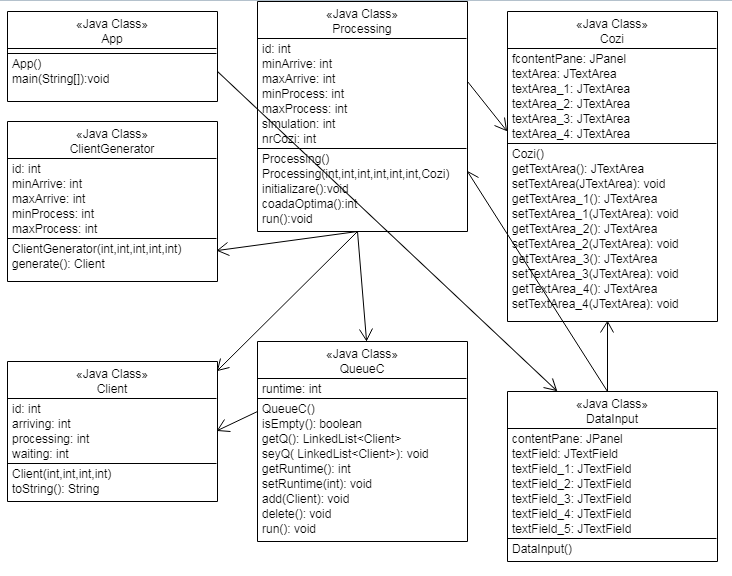 «Java Class»
App
App()
main(String[]):void
«Java Class»
Processing
id: int
minArrive: int
maxArrive: int
minProcess: int
maxProcess: int
simulation: int
nrCozi: int
Processing()
Processing(int,int,int,int,int,int,Cozi)
initializare():void
coadaOptima():int
run():void
«Java Class»
Cozi
fcontentPane: JPanel
textArea: JTextArea
textArea_1: JTextArea
textArea_2: JTextArea
textArea_3: JTextArea
textArea_4: JTextArea
Cozi()
getTextArea(): JTextArea
setTextArea(JTextArea): void
getTextArea_1(): JTextArea
setTextArea_1(JTextArea): void
getTextArea_2(): JTextArea
setTextArea_2(JTextArea): void
getTextArea_3(): JTextArea
setTextArea_3(JTextArea): void
getTextArea_4(): JTextArea
setTextArea_4(JTextArea): void
«Java Class»
ClientGenerator
id: int
minArrive: int
maxArrive: int
minProcess: int
maxProcess: int
ClientGenerator(int,int,int,int,int)
generate(): Client
«Java Class»
Client
id: int
arriving: int
processing: int
waiting: int
Client(int,int,int,int)
toString(): String
«Java Class»
QueueC
runtime: int
QueueC()
isEmpty(): boolean
getQ(): LinkedList<Client>
seyQ( LinkedList<Client>): void
getRuntime(): int
setRuntime(int): void
add(Client): void
delete(): void
run(): void
«Java Class»
DataInput
contentPane: JPanel
textField: JTextField
textField_1: JTextField
textField_2: JTextField
textField_3: JTextField
textField_4: JTextField
textField_5: JTextField
DataInput()